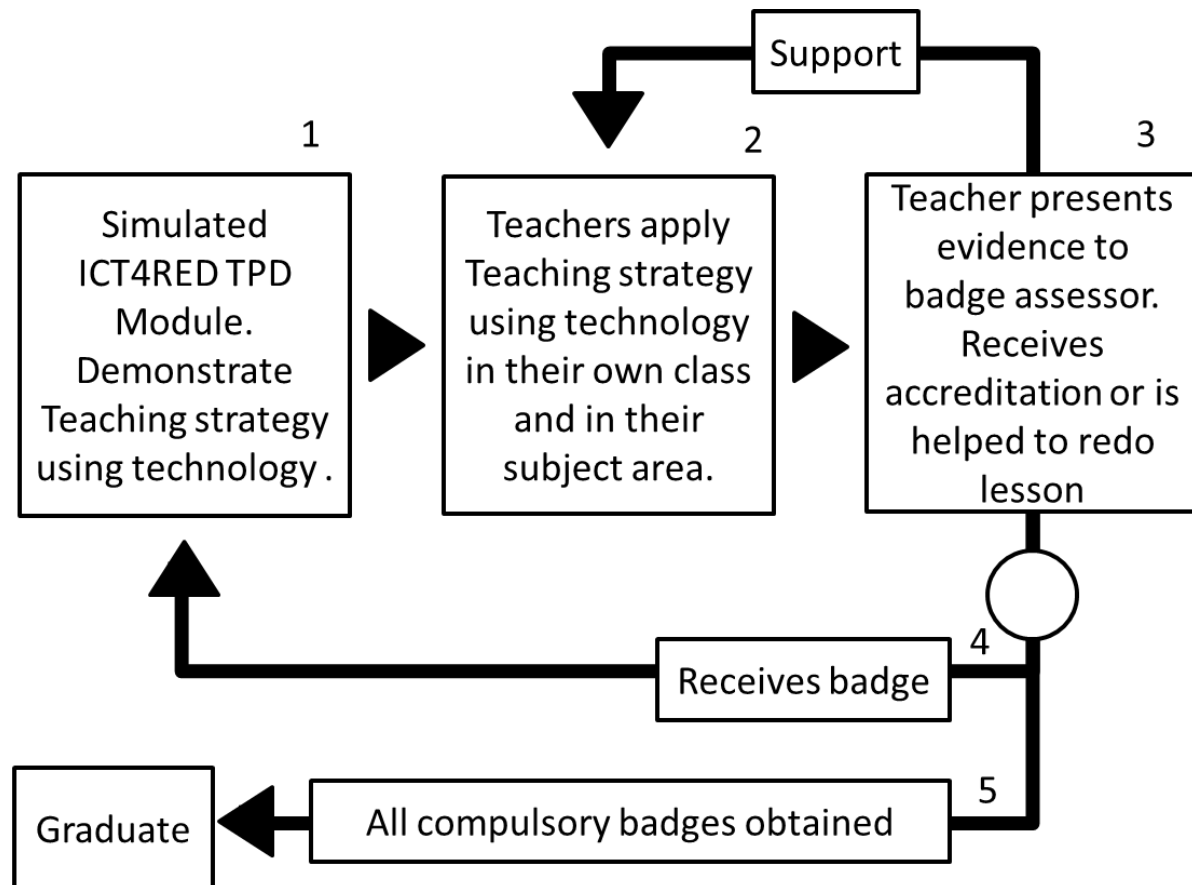 Support
1
2
3
Simulated
ICT4RED TPD
Module.
Demonstrate
Teaching strategy
using technology .
Teachers apply
Teaching strategy
using technology
in their own class
and in their
subject area.
Teacher presents
evidence to
badge assessor.
Receives
accreditation or is
helped to redo
lesson
4
Receives badge
5
All compulsory badges obtained
Graduate